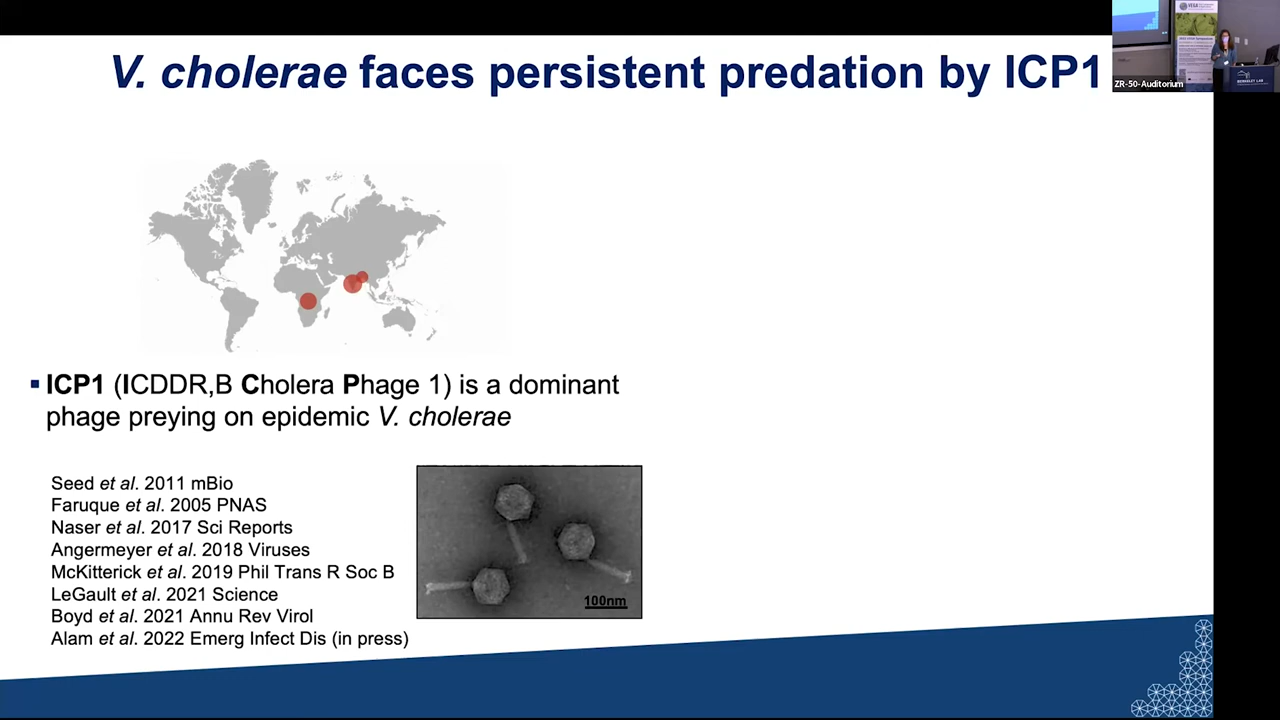 V. cholerae faces persistent predation by ICP1
ZR-50-Auditorium
VEGA
BERKELEY LAB
▪ ICP1 (ICDDR,B Cholera Phage 1) is a dominant
phage preying on epidemic V. cholerae
Seed et al. 2011 mBio
Faruque et al. 2005 PNAS
Naser et al. 2017 Sci Reports
Angermeyer et al. 2018 Viruses
McKitterick et al. 2019 Phil Trans R Soc B
LeGault et al. 2021 Science
Boyd et al. 2021 Annu Rev Virol
Alam et al. 2022 Emerg Infect Dis (in press)
100nm